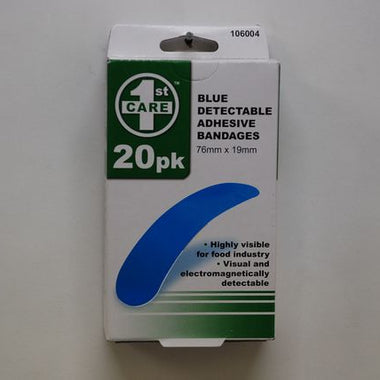 106004
1st
CARE
™
20pk
BLUE
DETECTABLE
ADHESIVE
BANDAGES
76mm x 19mm
• Highly visible
for food industry
• Visual and
electromagnetically
detectable